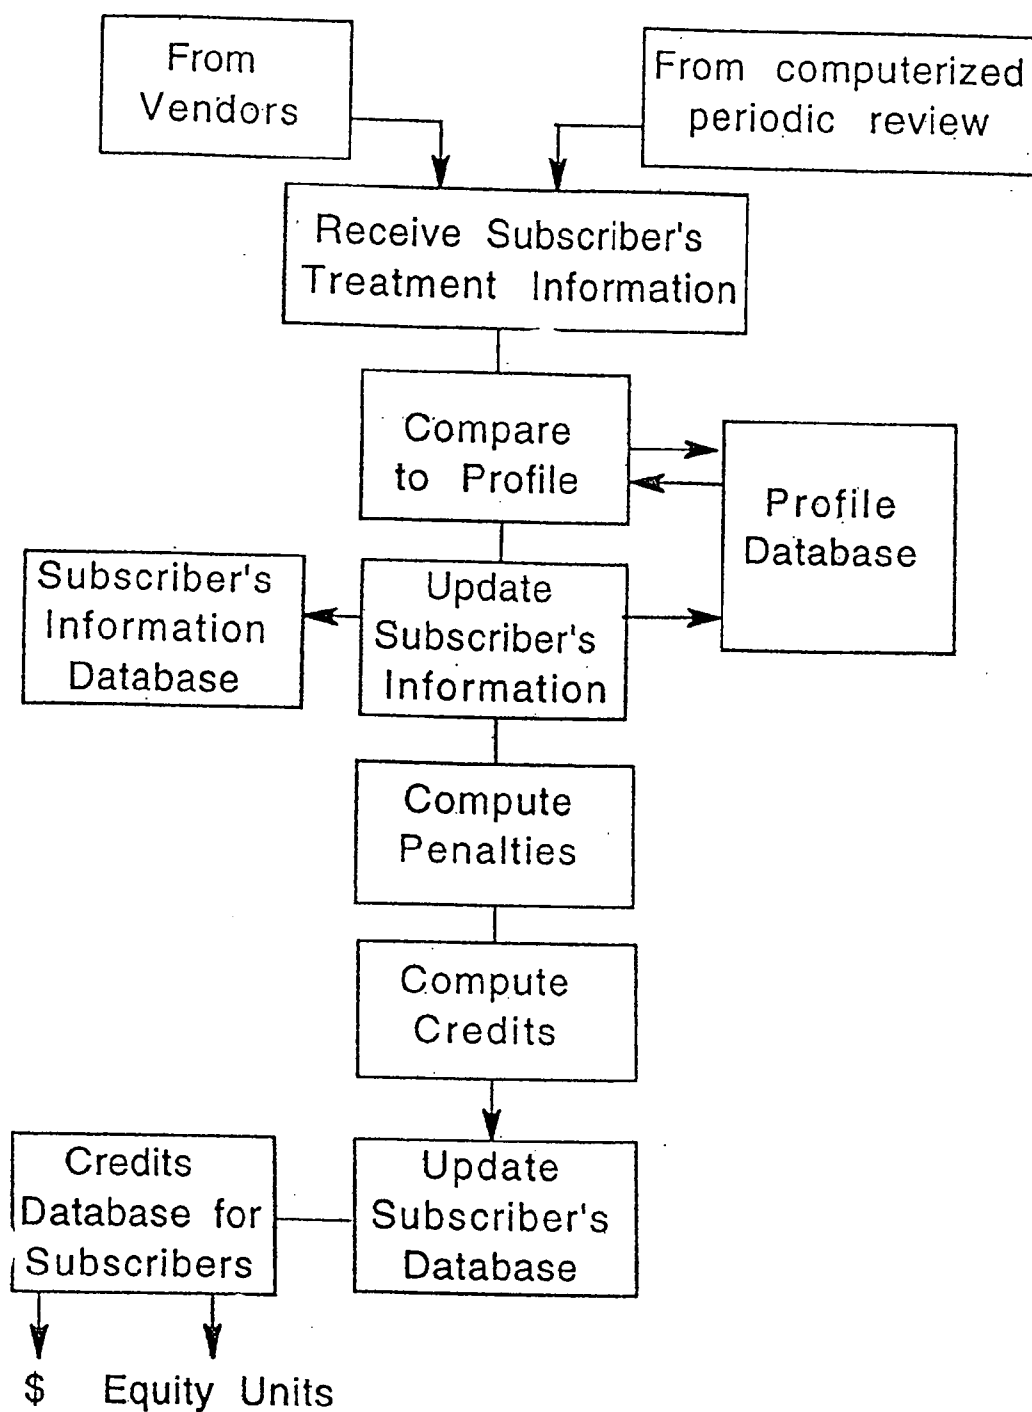 From
Vendors
From computerized
periodic review
Receive Subscriber's
Treatment Information
Compare
to Profile
Profile
Database
Subscriber's
Information
Database
Update
Subscriber's
Information
Compute
Penalties
Compute
Credits
Credits
Database for
Subscribers
Update
Subscriber's
Database
$ Equity Units